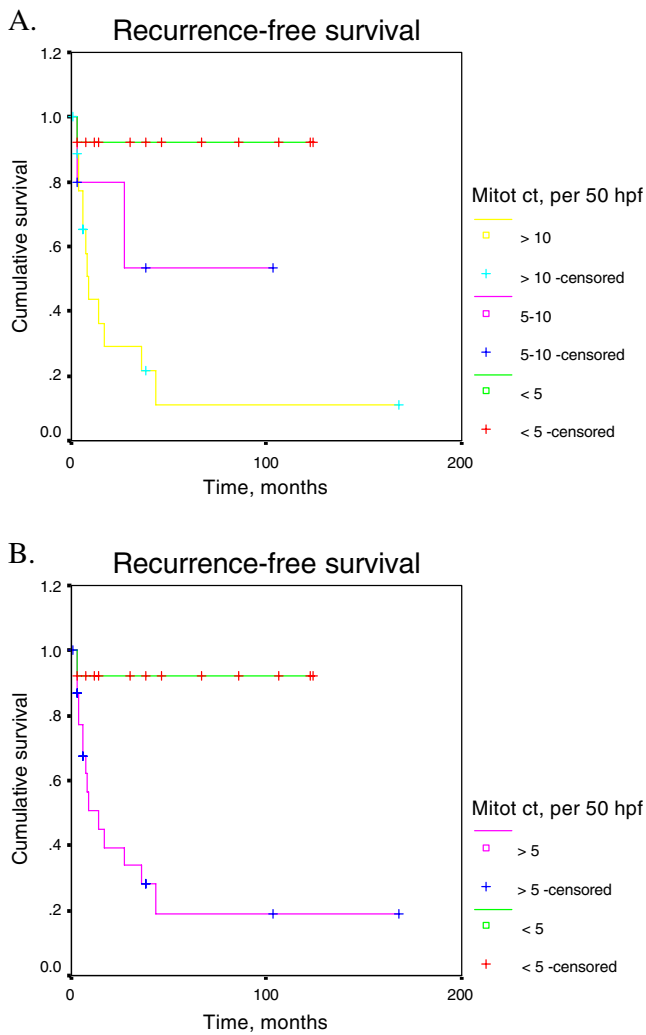 A.
Recurrence-free survival
1.2
1.0
.8
.6
.4
.2
0.0
Cumulative survival
0
100
200
Time, months
Mitot ct, per 50 hpf
> 10
> 10 -censored
5-10
5-10 -censored
< 5
< 5 -censored
B.
Recurrence-free survival
1.2
1.0
.8
.6
.4
.2
0.0
Cumulative survival
0
100
200
Time, months
Mitot ct, per 50 hpf
> 5
> 5 -censored
< 5
< 5 -censored